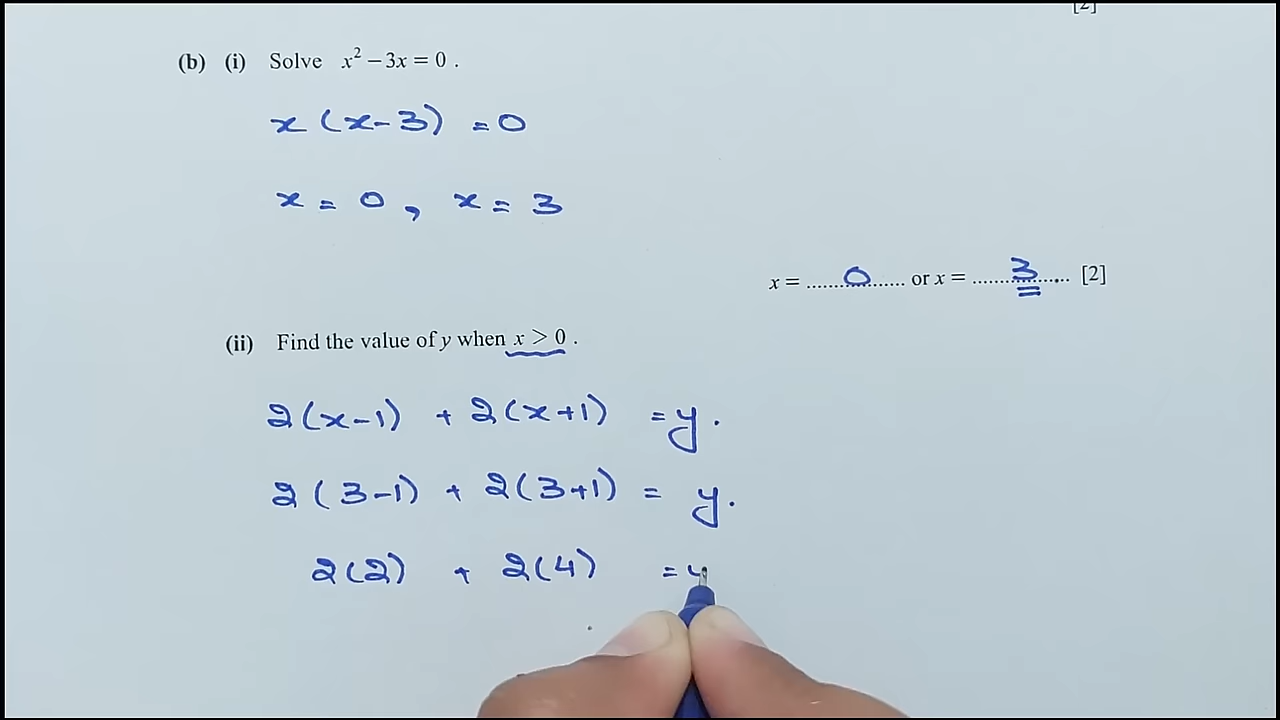 [2]
(b) (i) Solve x² – 3x = 0 .
x (x-3) = 0
x = 0 , x = 3
x = ......0...... or x = ......3...... [2]
(ii) Find the value of y when x > 0 .
2(x-1) + 2(x+1) = y.
2(3-1) + 2(3+1) = y.
2(2) + 2(4) = y